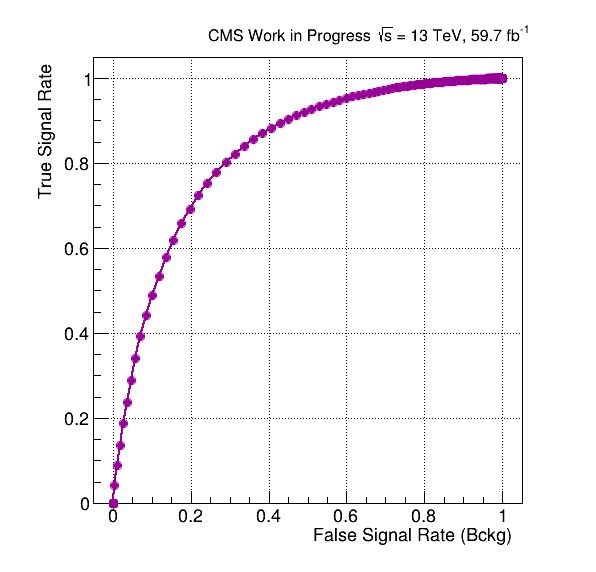 CMS Work in Progress √s = 13 TeV, 59.7 fb⁻¹
True Signal Rate
1
0.8
0.6
0.4
0.2
0
0 0.2 0.4 0.6 0.8 1
False Signal Rate (Bckg)